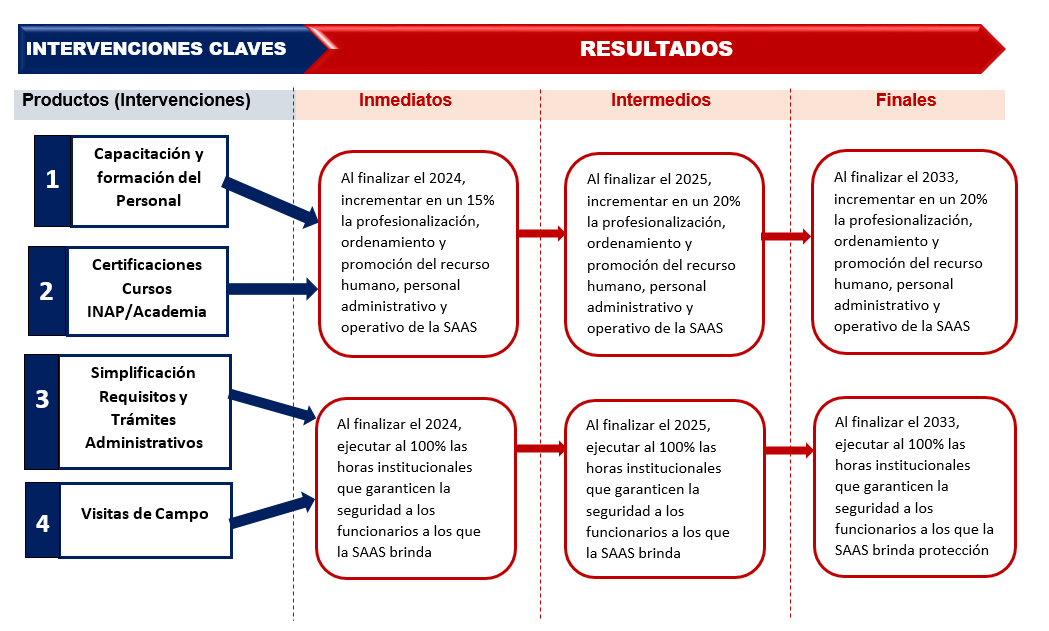 INTERVENCIONES CLAVES
RESULTADOS
Productos (Intervenciones)
Inmediatos
Intermedios
Finales
1
Capacitación y
formación del
Personal
2
Certificaciones
Cursos
INAP/Academia
3
Simplificación
Requisitos y
Trámites
Administrativos
4
Visitas de Campo
Al finalizar el 2024,
incrementar en un 15%
la profesionalización,
ordenamiento y
promoción del recurso
humano, personal
administrativo y
operativo de la SAAS
Al finalizar el 2025,
incrementar en un 20%
la profesionalización,
ordenamiento y
promoción del recurso
humano, personal
administrativo y
operativo de la SAAS
Al finalizar el 2033,
incrementar en un 20%
la profesionalización,
ordenamiento y
promoción del recurso
humano, personal
administrativo y
operativo de la SAAS
Al finalizar el 2024,
ejecutar al 100% las
horas institucionales
que garanticen la
seguridad a los
funcionarios a los que
la SAAS brinda
Al finalizar el 2025,
ejecutar al 100% las
horas institucionales
que garanticen la
seguridad a los
funcionarios a los que
la SAAS brinda
Al finalizar el 2033,
ejecutar al 100% las
horas institucionales
que garanticen la
seguridad a los
funcionarios a los que la
SAAS brinda protección